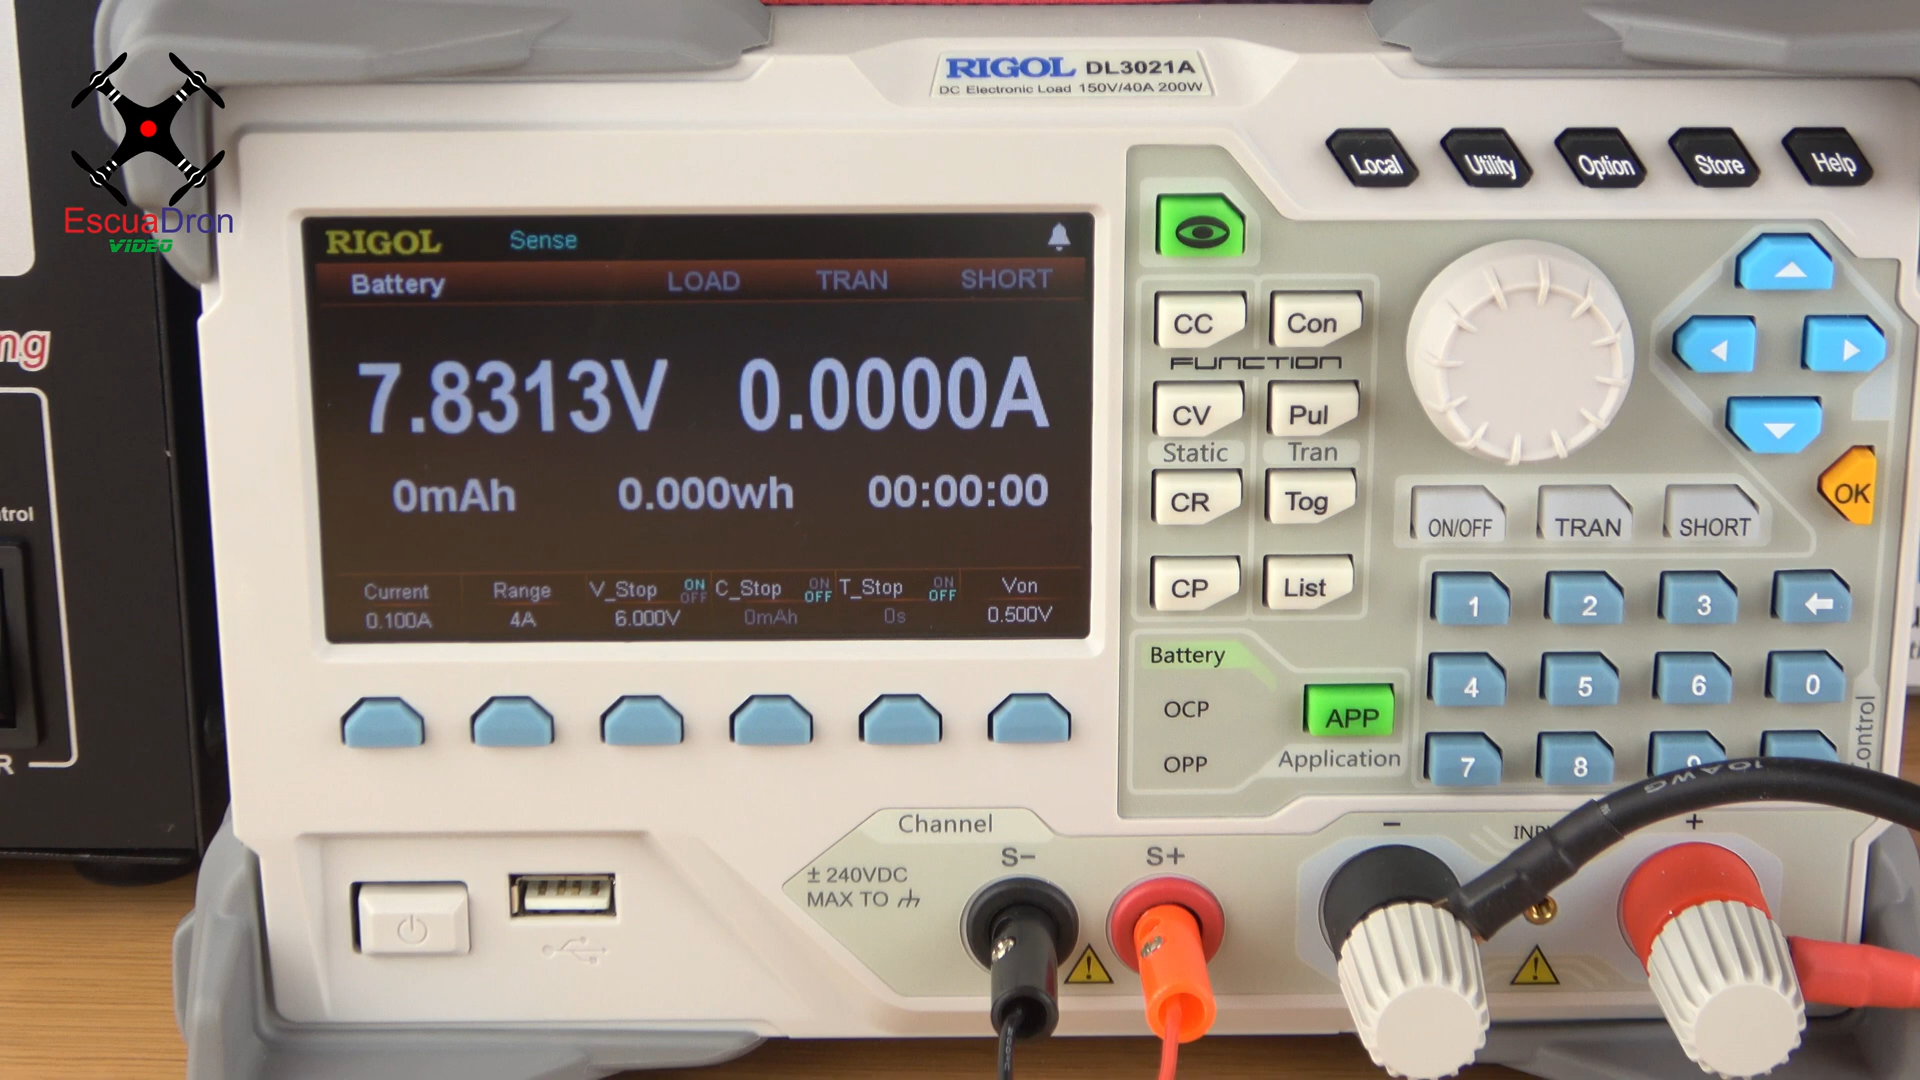 RIGOL DL3021A
DC Electronic Load 150V/40A 200W
EscuaDron
VIDEO
Local Utility Option Store Help
RIGOL Sense
Battery LOAD TRAN SHORT
7.8313V 0.0000A
0mAh 0.000wh 00:00:00
Current Range V_Stop ON OFF C_Stop ON OFF T_Stop ON OFF Von
0.100A 4A 6.000V 0mAh 0s 0.500V
CC Con
FUNCTION
CV Pul
Static Tran
CR Tog
CP List
ON/OFF TRAN SHORT
OK
1 2 3
4 5 6 0
7 8 9
Battery
OCP
OPP
APP
Application
Control
10AWG
Channel
S- S+
± 240VDC
MAX TO
- +
ng
trol
R